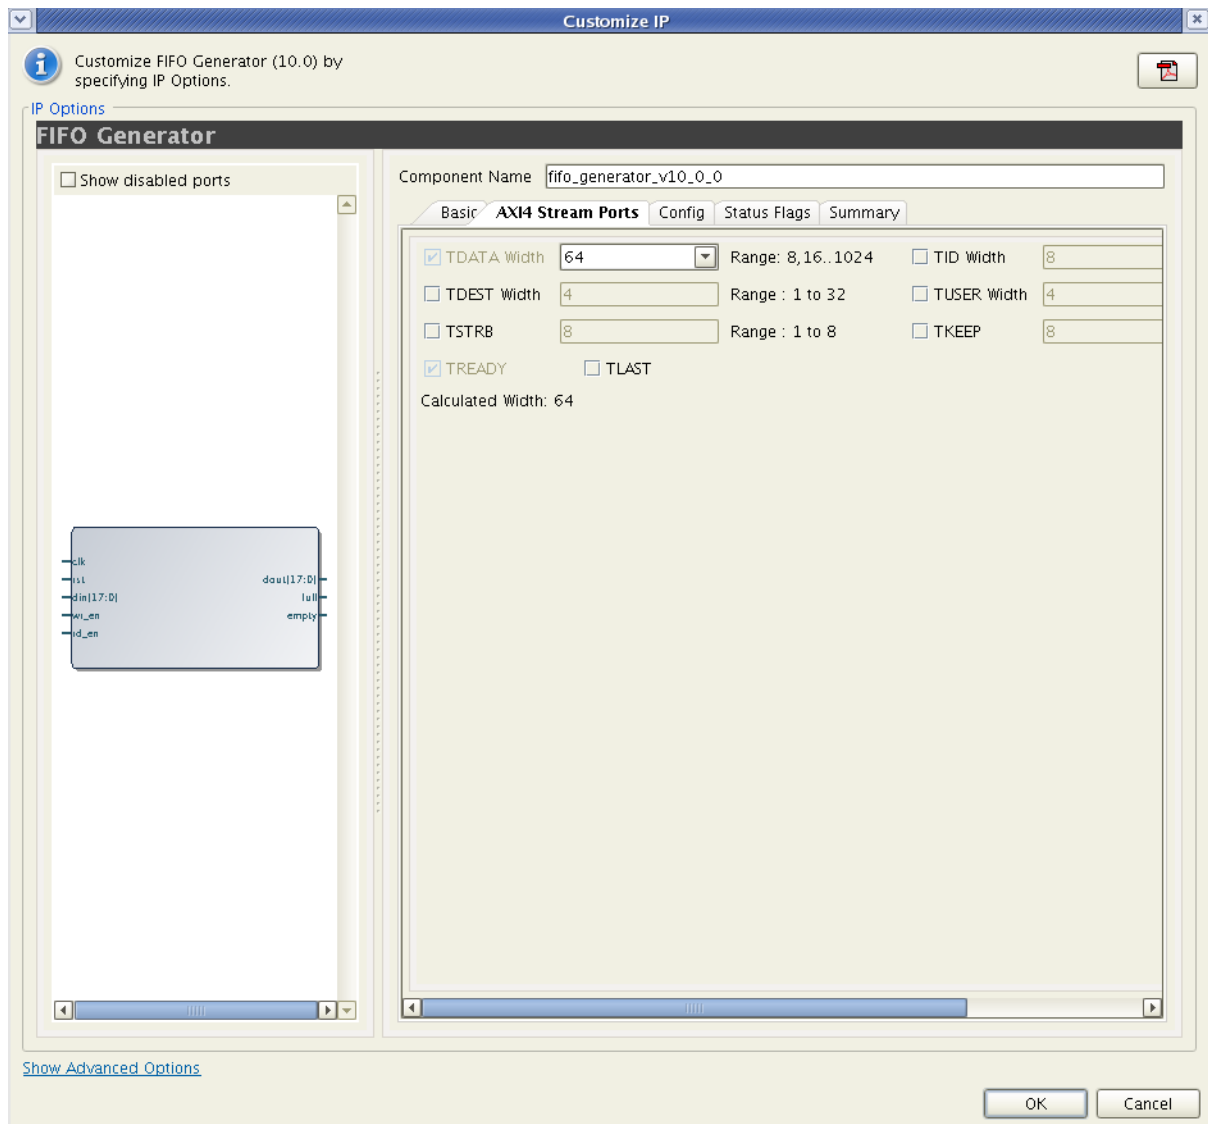 Customize IP
Customize FIFO Generator (10.0) by
specifying IP Options.
IP Options
FIFO Generator
Show disabled ports
clk
rst
din[17:0]
wr_en
rd_en
dout[17:0]
full
empty
Component Name fifo_generator_v10_0_0
Basic AXI4 Stream Ports Config Status Flags Summary
TDATA Width 64 Range: 8,16..1024 TID Width 8
TDEST Width 4 Range : 1 to 32 TUSER Width 4
TSTRB 8 Range : 1 to 8 TKEEP 8
TREADY TLAST
Calculated Width: 64
Show Advanced Options
OK Cancel